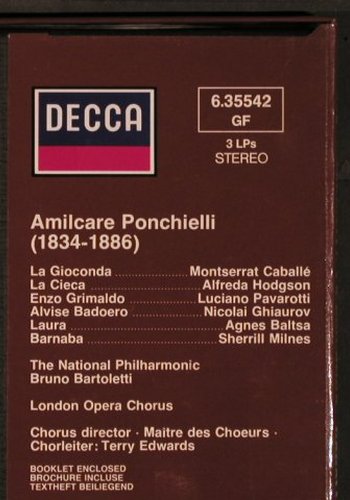 DECCA
6.35542
GF
3 LPs
STEREO
Amilcare Ponchielli
(1834-1886)
La Gioconda ........................ Montserrat Caballé
La Cieca ........................ Alfreda Hodgson
Enzo Grimaldo ................ Luciano Pavarotti
Alvise Badoero ................ Nicolai Ghiaurov
Laura ........................ Agnes Baltsa
Barnaba ........................ Sherrill Milnes
The National Philharmonic
Bruno Bartoletti
London Opera Chorus
Chorus director · Maître des Choeurs ·
Chorleiter: Terry Edwards
BOOKLET ENCLOSED
BROCHURE INCLUSE
TEXTHEFT BEILIEGEND